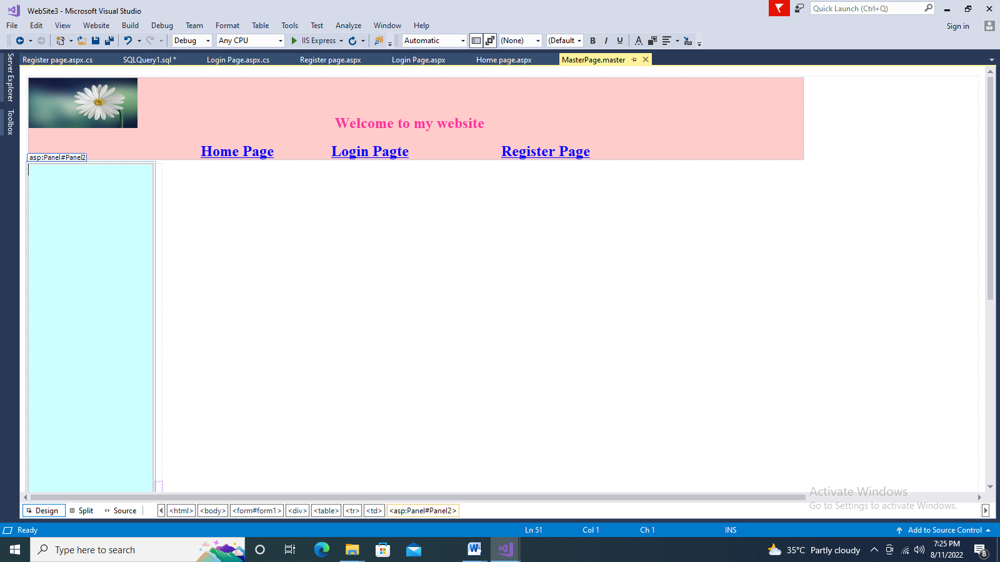 WebSite3 - Microsoft Visual Studio
Quick Launch (Ctrl+Q)
File Edit View Website Build Debug Team Format Table Tools Test Analyze Window Help
Sign in
Debug Any CPU IIS Express Automatic (None) (Default B I U A
Server Explorer
Toolbox
Register page.aspx.cs SQLQuery1.sql * Login Page.aspx.cs Register page.aspx Login Page.aspx Home page.aspx MasterPage.master
Welcome to my website
Home Page Login Pagte Register Page
asp:Panel#Panel2
Activate Windows
Go to Settings to activate Windows.
Design Split Source <html> <body> <form#form1> <div> <table> <tr> <td> <asp:Panel#Panel2>
Ready Ln 51 Col 1 Ch 1 INS Add to Source Control
Type here to search
35°C Partly cloudy
7:25 PM
8/11/2022
8